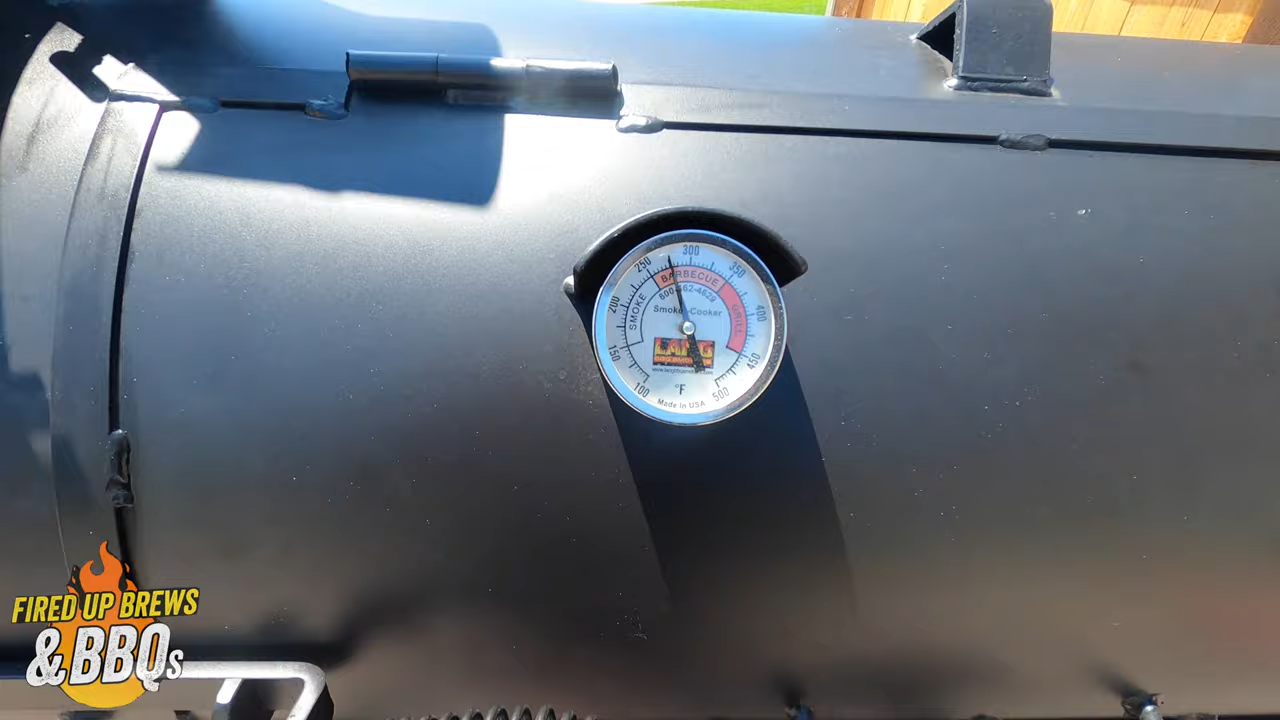 100
150
200
250
300
350
400
450
500
SMOKE
BARBECUE
GRILL
Smoke-Cooker
LANG
°F
Made In USA
FIRED UP BREWS
& BBQs